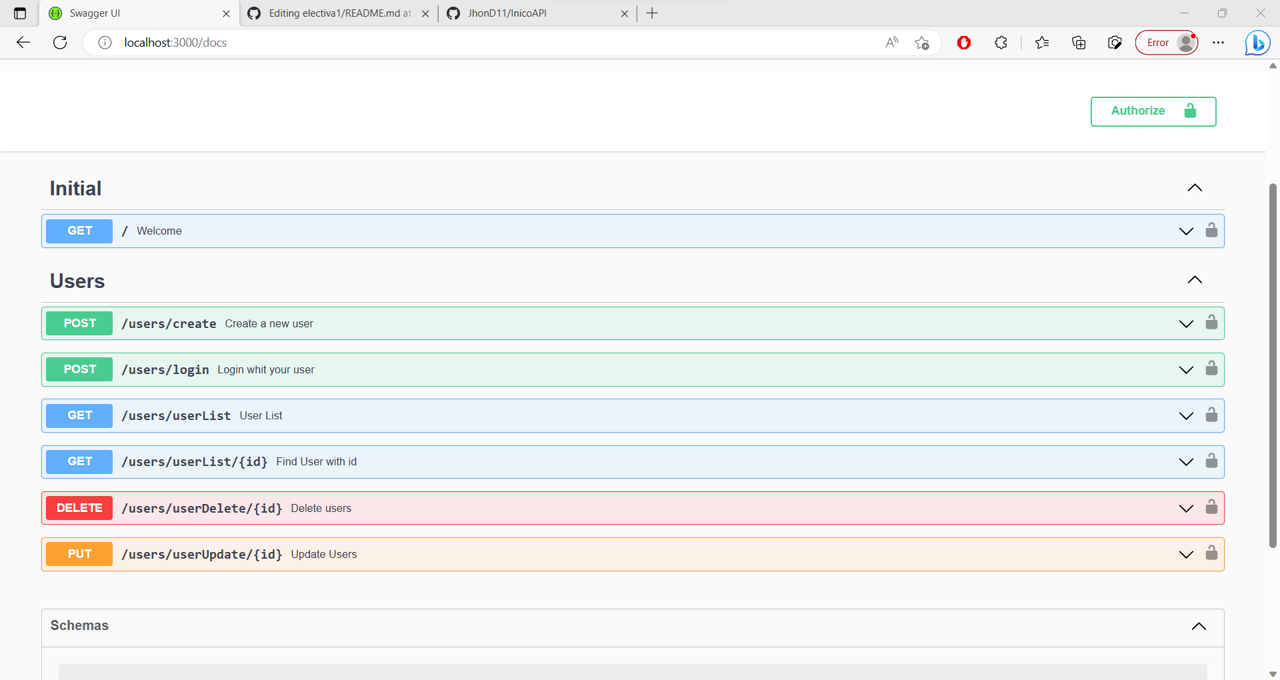 Swagger UI
Editing electiva1/README.md at
JhonD11/InicoAPI
localhost:3000/docs
Error
Authorize
Initial
GET / Welcome
Users
POST /users/create Create a new user
POST /users/login Login whit your user
GET /users/userList User List
GET /users/userList/{id} Find User with id
DELETE /users/userDelete/{id} Delete users
PUT /users/userUpdate/{id} Update Users
Schemas